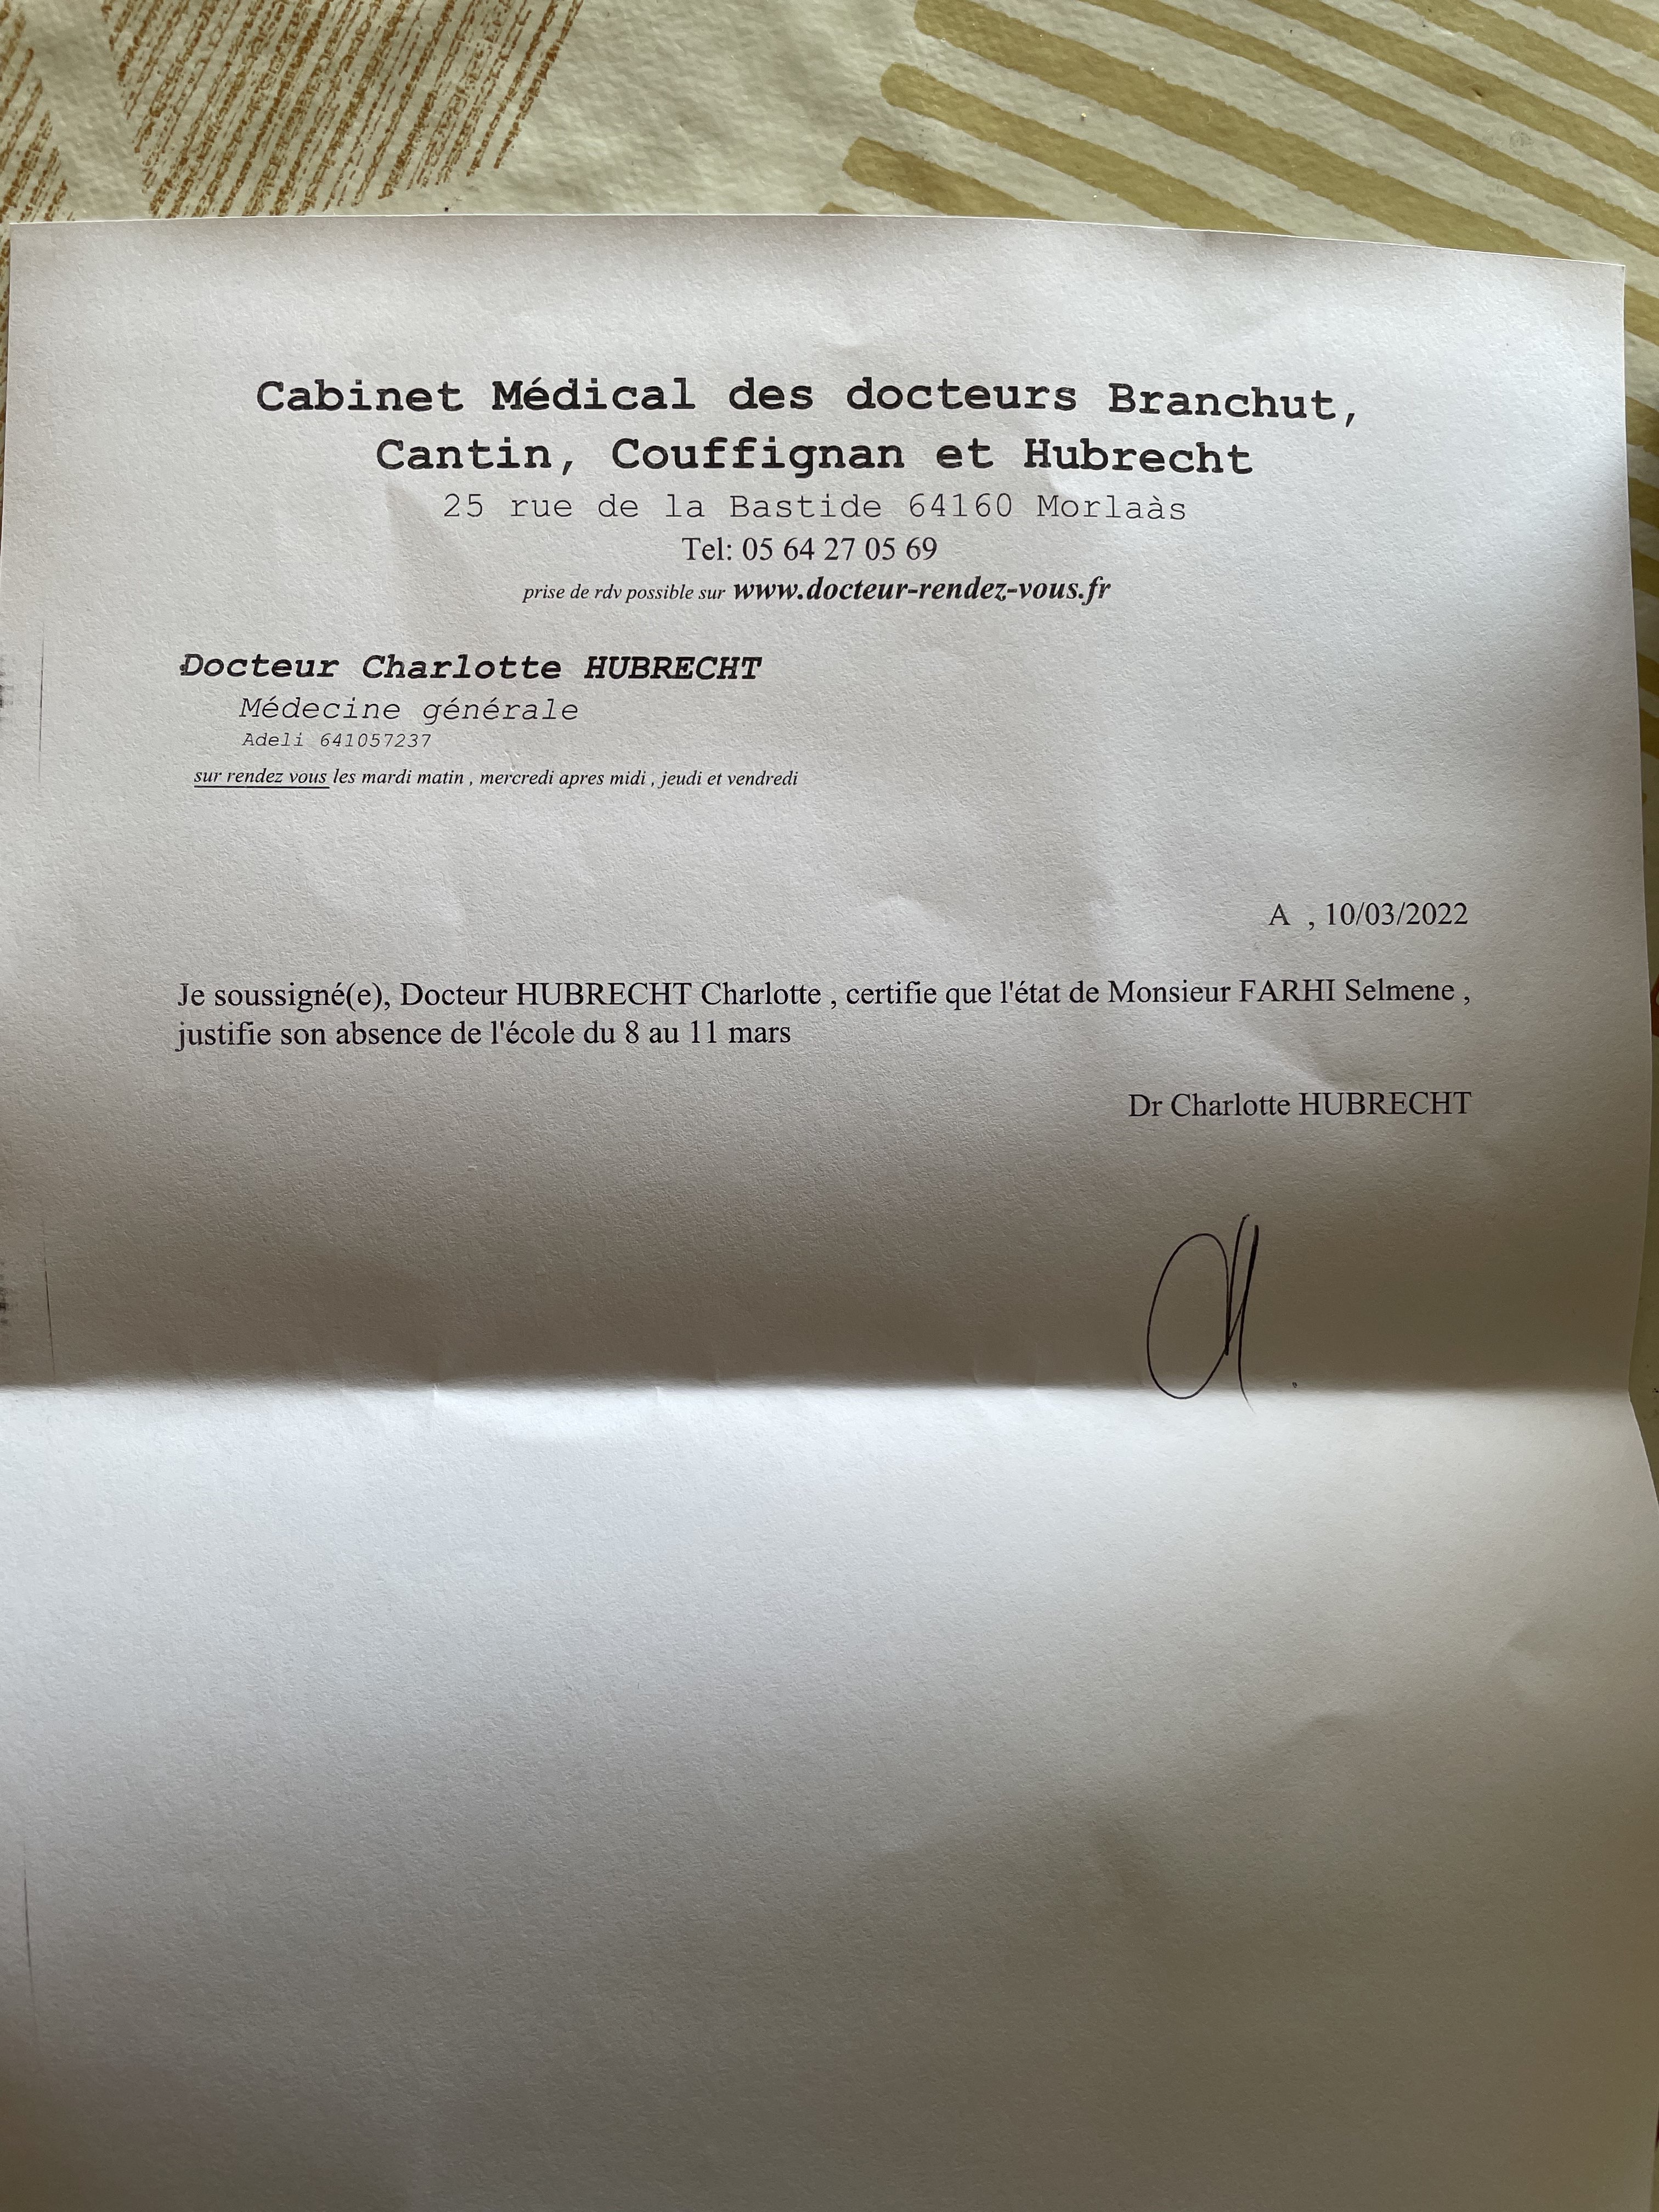 Cabinet Médical des docteurs Branchut,
Cantin, Couffignan et Hubrecht
25 rue de la Bastide 64160 Morlaàs
Tel: 05 64 27 05 69
prise de rdv possible sur www.docteur-rendez-vous.fr
Docteur Charlotte HUBRECHT
Médecine générale
Adeli 641057237
sur rendez vous les mardi matin , mercredi apres midi , jeudi et vendredi
A , 10/03/2022
Je soussigné(e), Docteur HUBRECHT Charlotte , certifie que l'état de Monsieur FARHI Selmene ,
justifie son absence de l'école du 8 au 11 mars
Dr Charlotte HUBRECHT